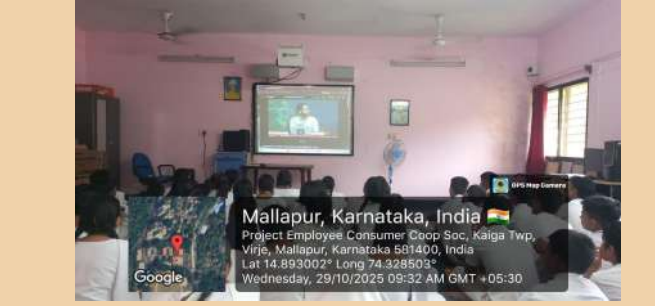 GPS Map Camera
Mallapur, Karnataka, India
Project Employee Consumer Coop Soc, Kaiga Twp,
Virje, Mallapur, Karnataka 581400, India
Lat 14.893002° Long 74.328503°
Wednesday, 29/10/2025 09:32 AM GMT +05:30
Google